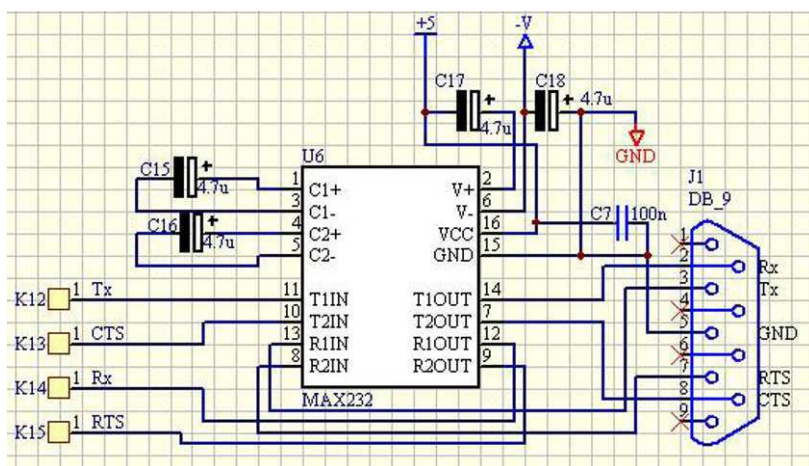 +5 -V
C17 + 4.7u
C18 + 4.7u
GND
U6
C15 + 4.7u
C16 + 4.7u
1 C1+ V+ 2
3 C1- V- 6
4 C2+ VCC 16
5 C2- GND 15
11 T1IN T1OUT 14
10 T2IN T2OUT 7
13 R1IN R1OUT 12
8 R2IN R2OUT 9
MAX232
C7 100n
K12 1 Tx
K13 1 CTS
K14 1 Rx
K15 1 RTS
J1
DB_9
1
2 Rx
3 Tx
4
5 GND
6
7 RTS
8 CTS
9